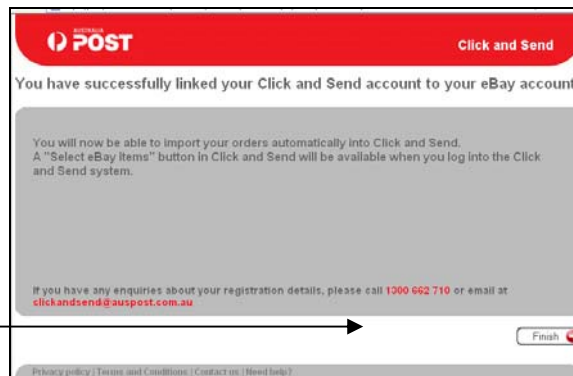 AUSTRALIA
POST
Click and Send
You have successfully linked your Click and Send account to your eBay account
You will now be able to import your orders automatically into Click and Send.
A "Select eBay items" button in Click and Send will be available when you log into the Click
and Send system.
If you have any enquiries about your registration details, please call 1300 662 710 or email at
clickandsend@auspost.com.au
Finish
Privacy policy | Terms and Conditions | Contact us | Need help?